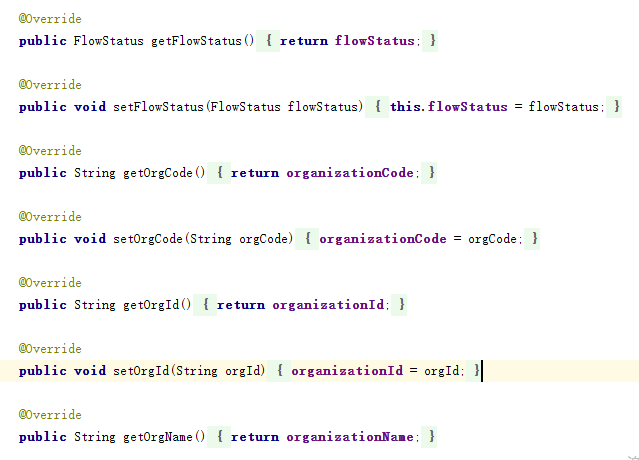 @Override
public FlowStatus getFlowStatus() { return flowStatus; }
@Override
public void setFlowStatus(FlowStatus flowStatus) { this.flowStatus = flowStatus; }
@Override
public String getOrgCode() { return organizationCode; }
@Override
public void setOrgCode(String orgCode) { organizationCode = orgCode; }
@Override
public String getOrgId() { return organizationId; }
@Override
public void setOrgId(String orgId) { organizationId = orgId; }
@Override
public String getOrgName() { return organizationName; }